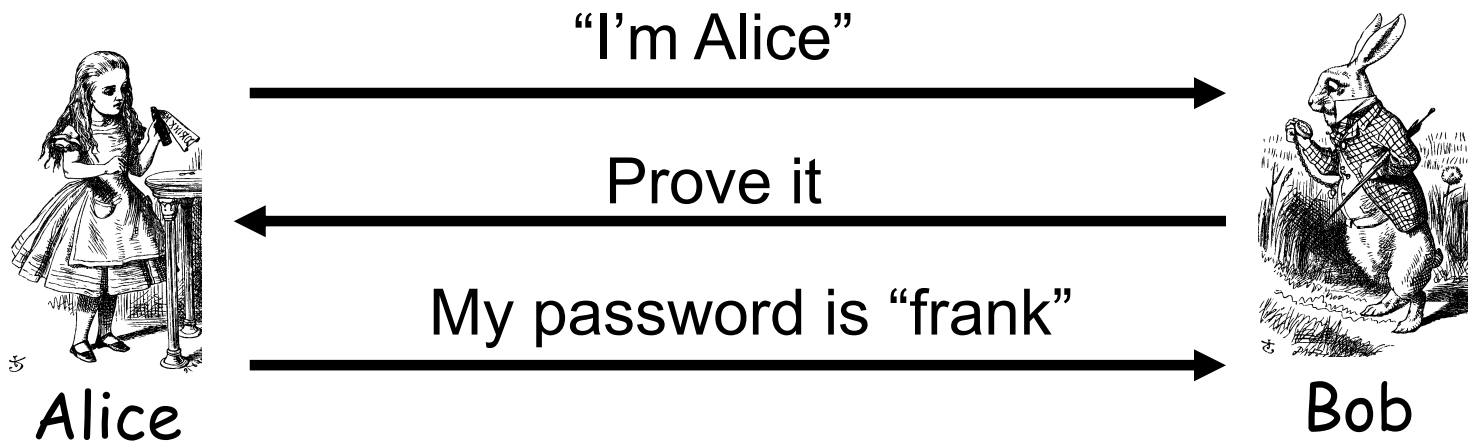 “I’m Alice”
Prove it
My password is “frank”
Alice
Bob